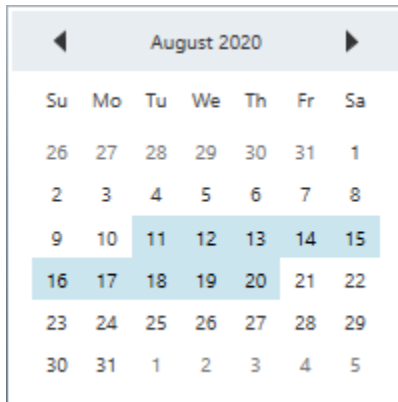 August 2020
Su Mo Tu We Th Fr Sa
26 27 28 29 30 31 1
2 3 4 5 6 7 8
9 10 11 12 13 14 15
16 17 18 19 20 21 22
23 24 25 26 27 28 29
30 31 1 2 3 4 5